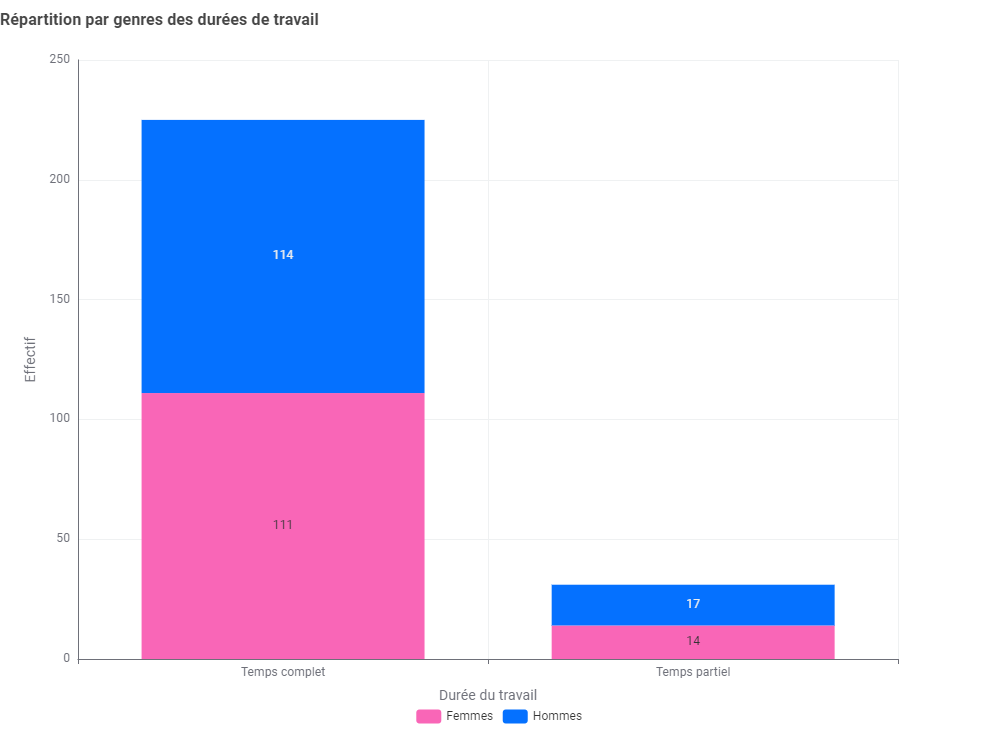 Répartition par genres des durées de travail
250
200
150
100
50
0
Effectif
114
111
17
14
Temps complet
Temps partiel
Durée du travail
Femmes
Hommes